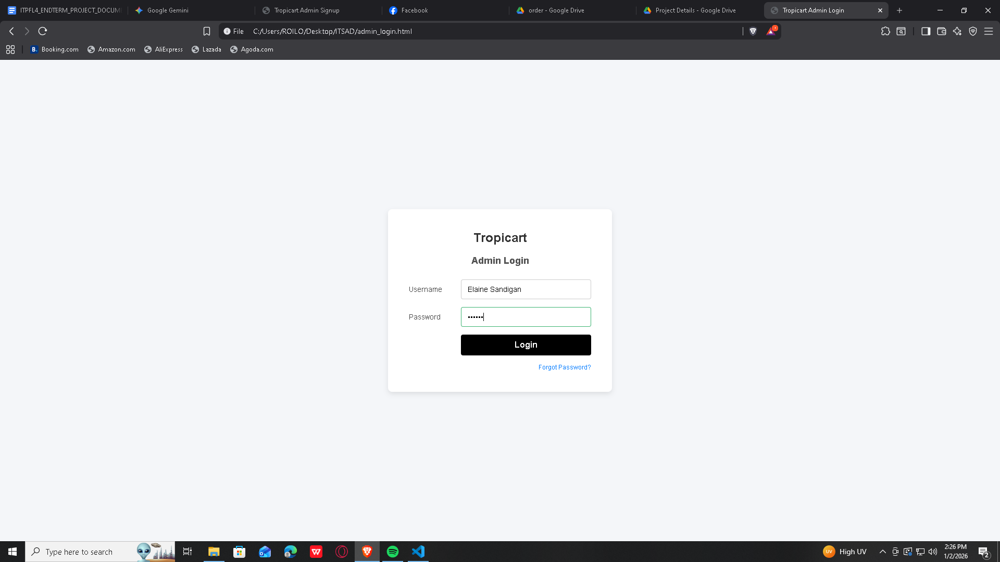 ITPFL4_ENDTERM_PROJECT_DOCUM
Google Gemini
Tropicart Admin Signup
Facebook
order - Google Drive
Project Details - Google Drive
Tropicart Admin Login
File C:/Users/ROILO/Desktop/ITSAD/admin_login.html
B. Booking.com
Amazon.com
AliExpress
Lazada
Agoda.com
Tropicart
Admin Login
Username
Elaine Sandigan
Password
••••••
Login
Forgot Password?
Type here to search
UV High UV
2:26 PM
1/2/2026
2